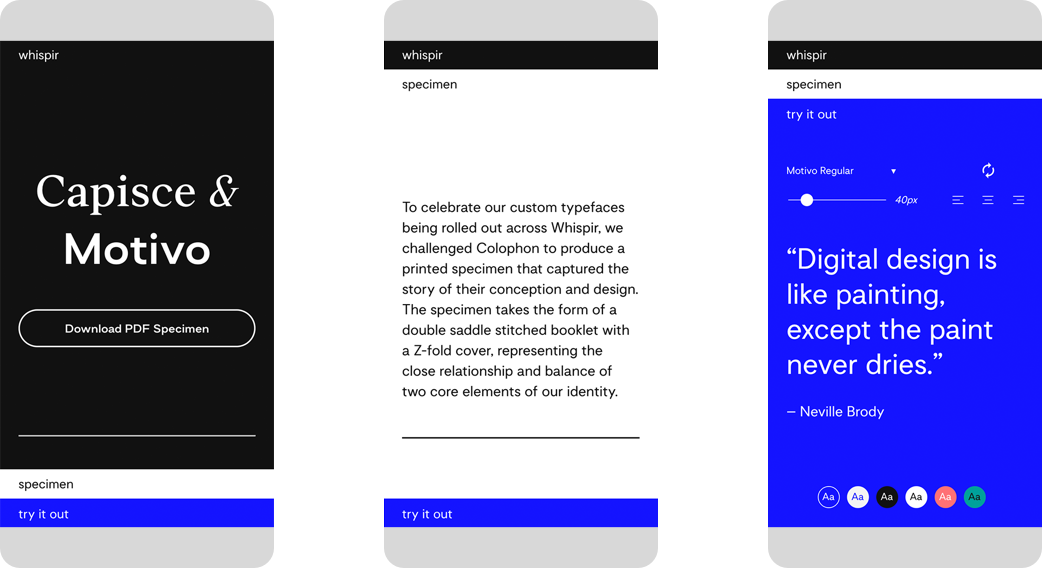 whispir
Capisce &
Motivo
Download PDF Specimen
specimen
try it out
whispir
specimen
To celebrate our custom typefaces
being rolled out across Whispir, we
challenged Colophon to produce a
printed specimen that captured the
story of their conception and design.
The specimen takes the form of a
double saddle stitched booklet with
a Z-fold cover, representing the
close relationship and balance of
two core elements of our identity.
try it out
whispir
specimen
try it out
Motivo Regular
40px
“Digital design is
like painting,
except the paint
never dries.”
— Neville Brody
Aa Aa Aa Aa Aa Aa